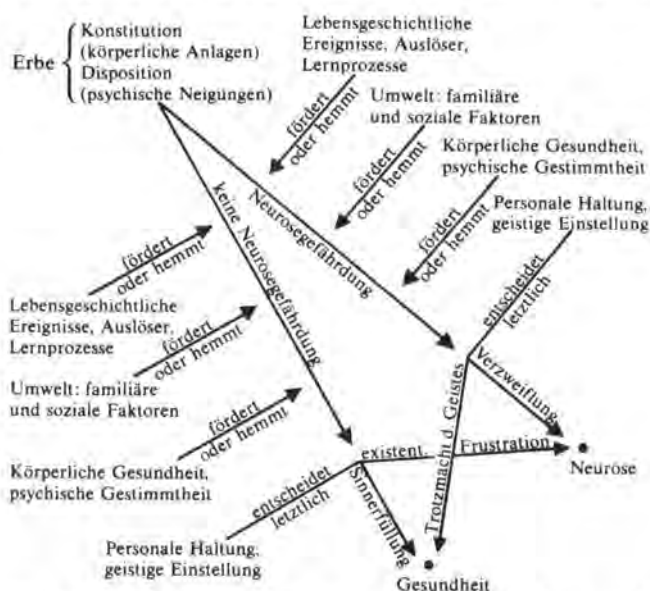 Erbe
Konstitution
(körperliche Anlagen)
Disposition
(psychische Neigungen)
Lebensgeschichtliche
Ereignisse, Auslöser,
Lernprozesse
fördert
oder hemmt
Umwelt: familiäre
und soziale Faktoren
fördert
oder hemmt
Körperliche Gesundheit,
psychische Gestimmtheit
fördert
oder hemmt
Personale Haltung,
geistige Einstellung
entscheidet
letztlich
Neurosegefährdung
keine Neurosegefährdung
fördert
oder hemmt
Lebensgeschichtliche
Ereignisse, Auslöser,
Lernprozesse
fördert
oder hemmt
Umwelt: familiäre
und soziale Faktoren
fördert
oder hemmt
Körperliche Gesundheit,
psychische Gestimmtheit
entscheidet
letztlich
Personale Haltung,
geistige Einstellung
Verzweiflung
Trotzmacht d. Geistes
existent. Frustration
Sinnerfüllung
Neurose
Gesundheit